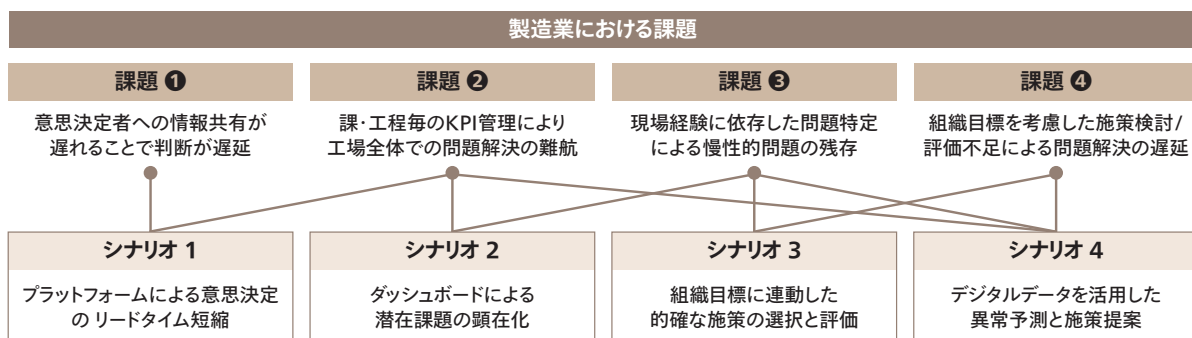 製造業における課題
課題 ❶
意思決定者への情報共有が
遅れることで判断が遅延
課題 ❷
課・工程毎のKPI管理により
工場全体での問題解決の難航
課題 ❸
現場経験に依存した問題特定
による慢性的問題の残存
課題 ❹
組織目標を考慮した施策検討/
評価不足による問題解決の遅延
シナリオ 1
プラットフォームによる意思決定
の リードタイム短縮
シナリオ 2
ダッシュボードによる
潜在課題の顕在化
シナリオ 3
組織目標に連動した
的確な施策の選択と評価
シナリオ 4
デジタルデータを活用した
異常予測と施策提案